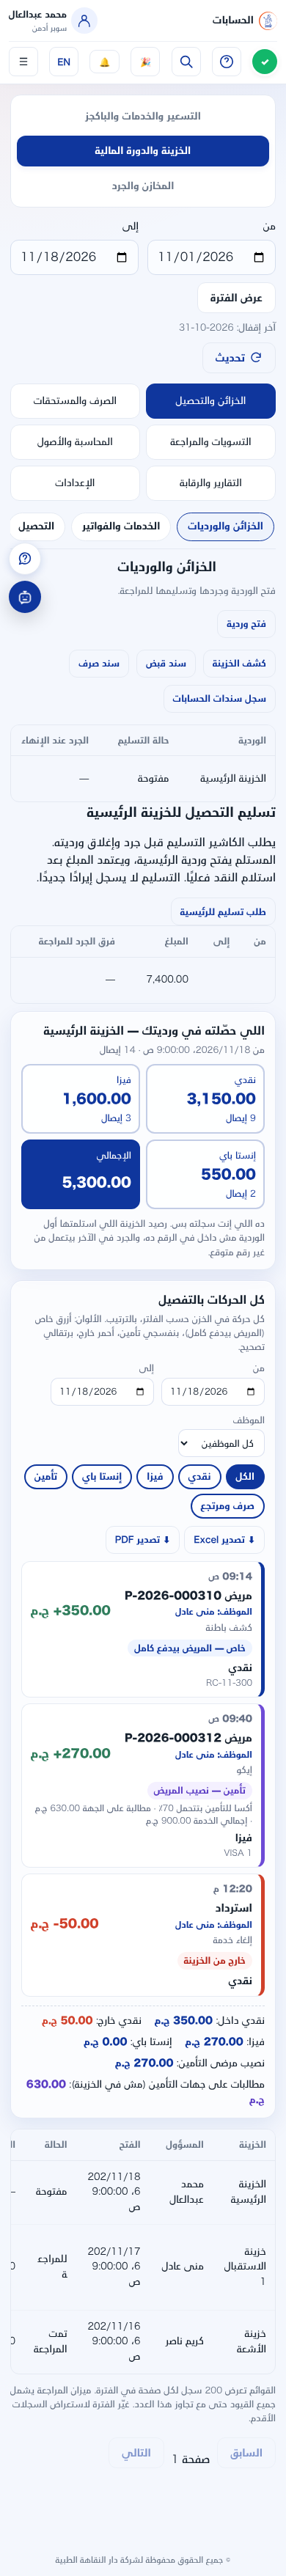 الحسابات
محمد عبدالعال
سوبر أدمن
EN
التسعير والخدمات والباكدچز
الخزينة والدورة المالية
المخازن والجرد
من
إلى
11/01/2026
11/18/2026
عرض الفترة
آخر إقفال: 2026-10-31
تحديث
الخزائن والتحصيل
الصرف والمستحقات
التسويات والمراجعة
المحاسبة والأصول
التقارير والرقابة
الإعدادات
الخزائن والورديات
الخدمات والفواتير
التحصيل
الخزائن والورديات
فتح الوردية وجردها وتسليمها للمراجعة.
فتح وردية
كشف الخزينة
سند قبض
سند صرف
سجل سندات الحسابات
الوردية
حالة التسليم
الجرد عند الإنهاء
الخزينة الرئيسية
مفتوحة
—
تسليم التحصيل للخزينة الرئيسية
يطلب الكاشير التسليم قبل جرد وإغلاق ورديته.
المستلم يفتح وردية الرئيسية، ويعتمد المبلغ بعد
استلام النقد فعليًا. التسليم لا يسجل إيرادًا جديدًا.
طلب تسليم للرئيسية
من
إلى
المبلغ
فرق الجرد للمراجعة
7,400.00
—
اللي حصّلته في ورديتك — الخزينة الرئيسية
من 2026/11/18، 9:00:00 ص · 14 إيصال
نقدي
3,150.00
9 إيصال
فيزا
1,600.00
3 إيصال
إنستا باي
550.00
2 إيصال
الإجمالي
5,300.00
ده اللي إنت سجلته بس. رصيد الخزينة اللي استلمتها أول
الوردية مش داخل في الرقم ده، والجرد في الآخر بيتعمل من
غير رقم متوقع.
كل الحركات بالتفصيل
كل حركة في الخزن حسب الفلتر، بالترتيب. الألوان: أزرق خاص
(المريض بيدفع كامل)، بنفسجي تأمين، أحمر خارج، برتقالي
تصحيح.
من
إلى
11/18/2026
11/18/2026
الموظف
كل الموظفين
الكل
نقدي
فيزا
إنستا باي
تأمين
صرف ومرتجع
⬇ تصدير Excel
⬇ تصدير PDF
09:14 ص
مريض P-2026-000310
+350.00 ج.م
الموظف: منى عادل
كشف باطنة
خاص — المريض بيدفع كامل
نقدي
RC-11-300
09:40 ص
مريض P-2026-000312
+270.00 ج.م
الموظف: منى عادل
إيكو
تأمين — نصيب المريض
أكسا للتأمين بتتحمل 70٪ · مطالبة على الجهة 630.00 ج.م
· إجمالي الخدمة 900.00 ج.م
فيزا
VISA 1
12:20 م
استرداد
-50.00 ج.م
الموظف: منى عادل
إلغاء خدمة
خارج من الخزينة
نقدي
نقدي داخل: 350.00 ج.م
نقدي خارج: 50.00 ج.م
فيزا: 270.00 ج.م
إنستا باي: 0.00 ج.م
نصيب مرضى التأمين: 270.00 ج.م
مطالبات على جهات التأمين (مش في الخزينة): 630.00
ج.م
الخزينة
المسؤول
الفتح
الحالة
الخزينة
الرئيسية
محمد
عبدالعال
202/11/18
6، 9:00:00
ص
مفتوحة
خزينة
الاستقبال
1
منى عادل
202/11/17
6، 9:00:00
ص
للمراجع
ة
خزينة
الأشعة
كريم ناصر
202/11/16
6، 9:00:00
ص
تمت
المراجعة
القوائم تعرض 200 سجل لكل صفحة في الفترة. ميزان المراجعة يشمل
جميع القيود حتى مع تجاوز هذا العدد. غيّر الفترة لاستعراض السجلات
الأقدم.
السابق
صفحة 1
التالي
© جميع الحقوق محفوظة لشركة دار النقاهة الطبية